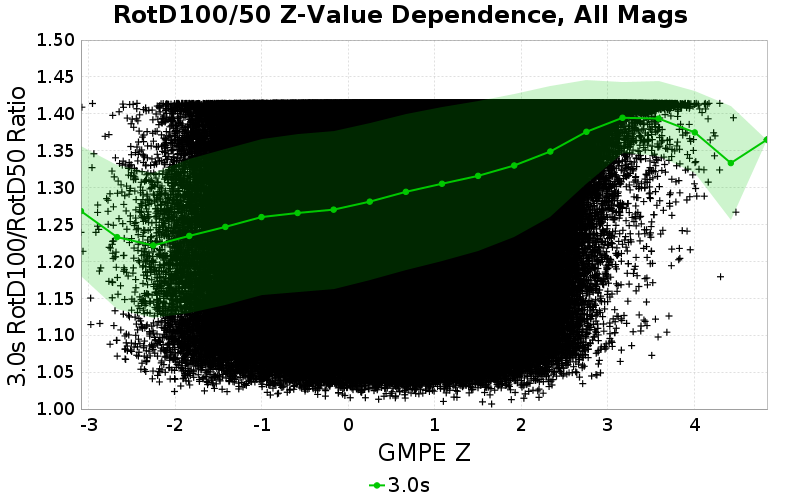 RotD100/50 Z-Value Dependence, All Mags
3.0s RotD100/RotD50 Ratio
1.50
1.45
1.40
1.35
1.30
1.25
1.20
1.15
1.10
1.05
1.00
-3 -2 -1 0 1 2 3 4
GMPE Z
3.0s